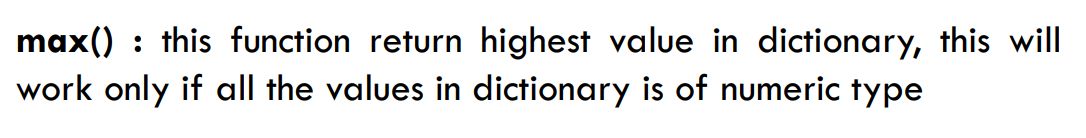 max() : this function return highest value in dictionary, this will
work only if all the values in dictionary is of numeric type